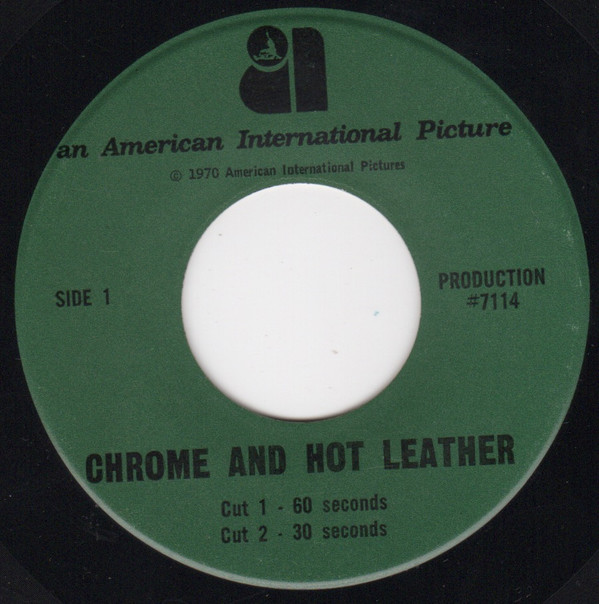 an American International Picture
© 1970 American International Pictures
SIDE 1
PRODUCTION
#7114
CHROME AND HOT LEATHER
Cut 1 - 60 seconds
Cut 2 - 30 seconds